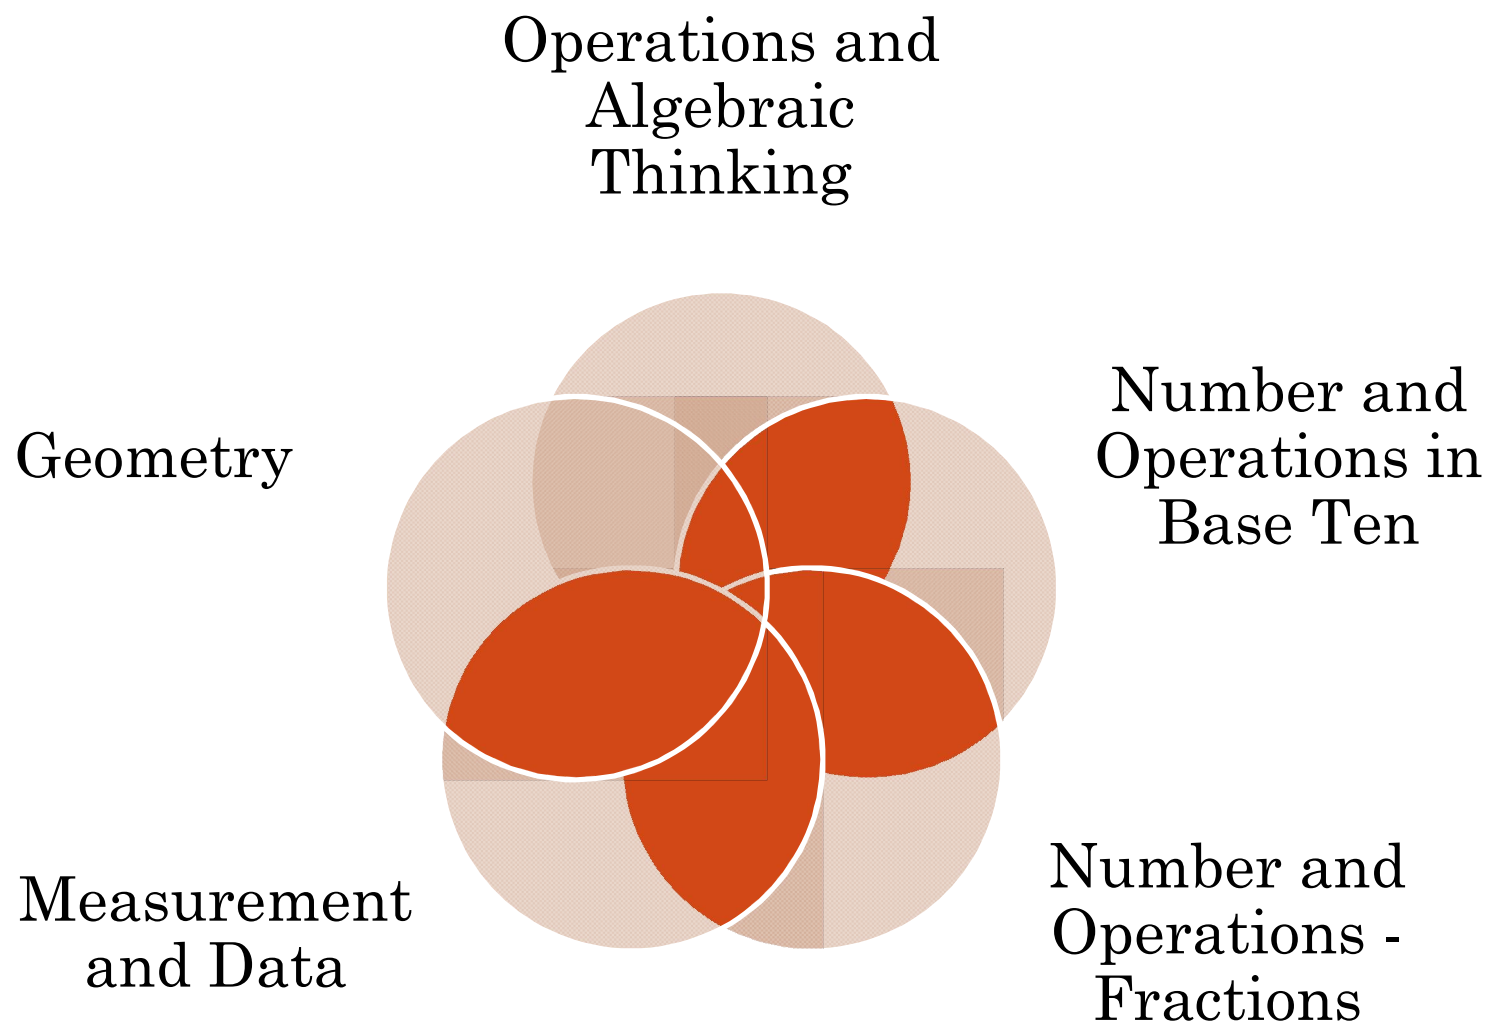 Operations and
Algebraic
Thinking
Number and
Operations in
Base Ten
Geometry
Number and
Operations -
Fractions
Measurement
and Data